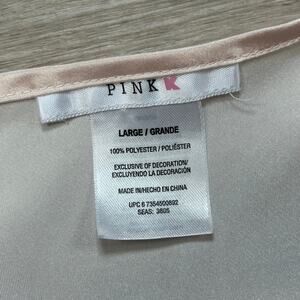 PINK K
LARGE / GRANDE
100% POLYESTER / POLIÉSTER
EXCLUSIVE OF DECORATION/
EXCLUYENDO LA DECORACIÓN
MADE IN/HECHO EN CHINA
UPC 6 7354500892
SEAS: 3605